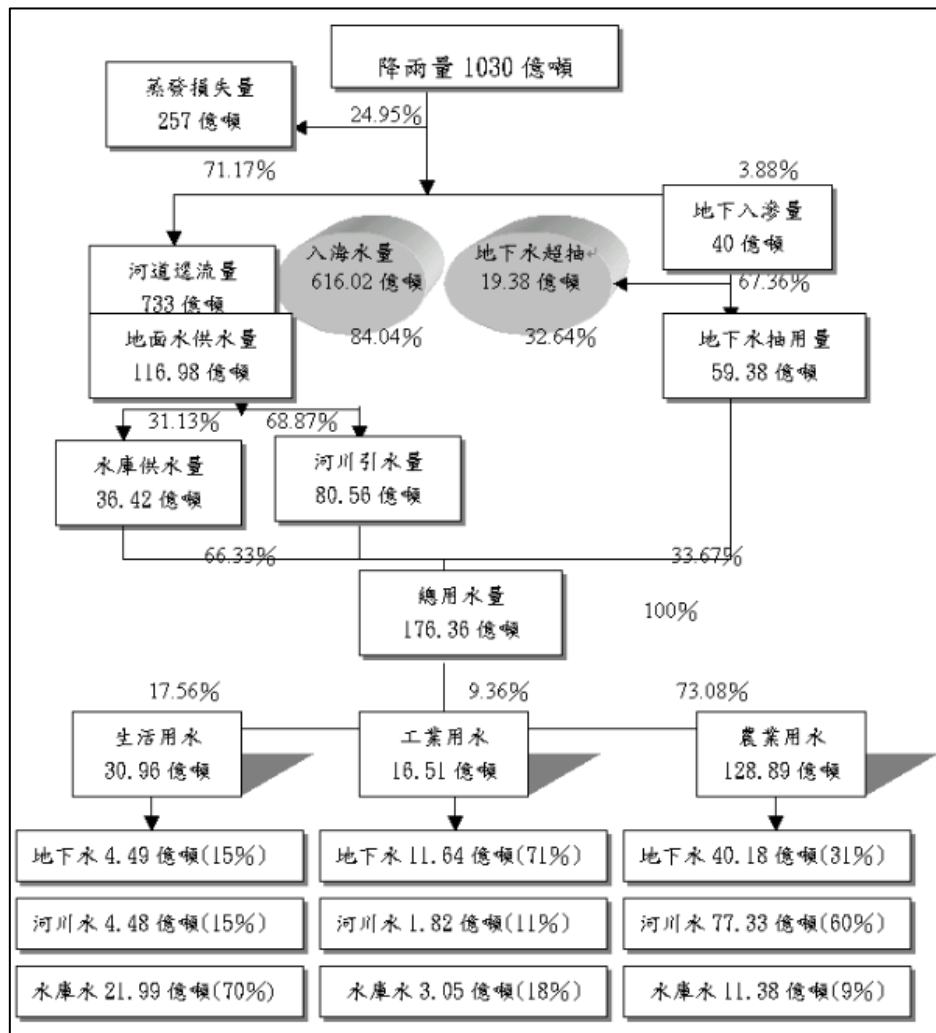 降雨量 1030 億噸
蒸發損失量
257 億噸
24.95%
71.17%
3.88%
地下入滲量
40 億噸
河道逕流量
733 億噸
入海水量
616.02 億噸
地下水超抽
19.38 億噸
67.36%
地面水供水量
116.98 億噸
84.04%
32.64%
地下水抽用量
59.38 億噸
31.13%
68.87%
水庫供水量
36.42 億噸
河川引水量
80.56 億噸
66.33%
33.67%
總用水量
176.36 億噸
100%
17.56%
9.36%
73.08%
生活用水
30.96 億噸
工業用水
16.51 億噸
農業用水
128.89 億噸
地下水 4.49 億噸(15%)
地下水 11.64 億噸(71%)
地下水 40.18 億噸(31%)
河川水 4.48 億噸(15%)
河川水 1.82 億噸(11%)
河川水 77.33 億噸(60%)
水庫水 21.99 億噸(70%)
水庫水 3.05 億噸(18%)
水庫水 11.38 億噸(9%)